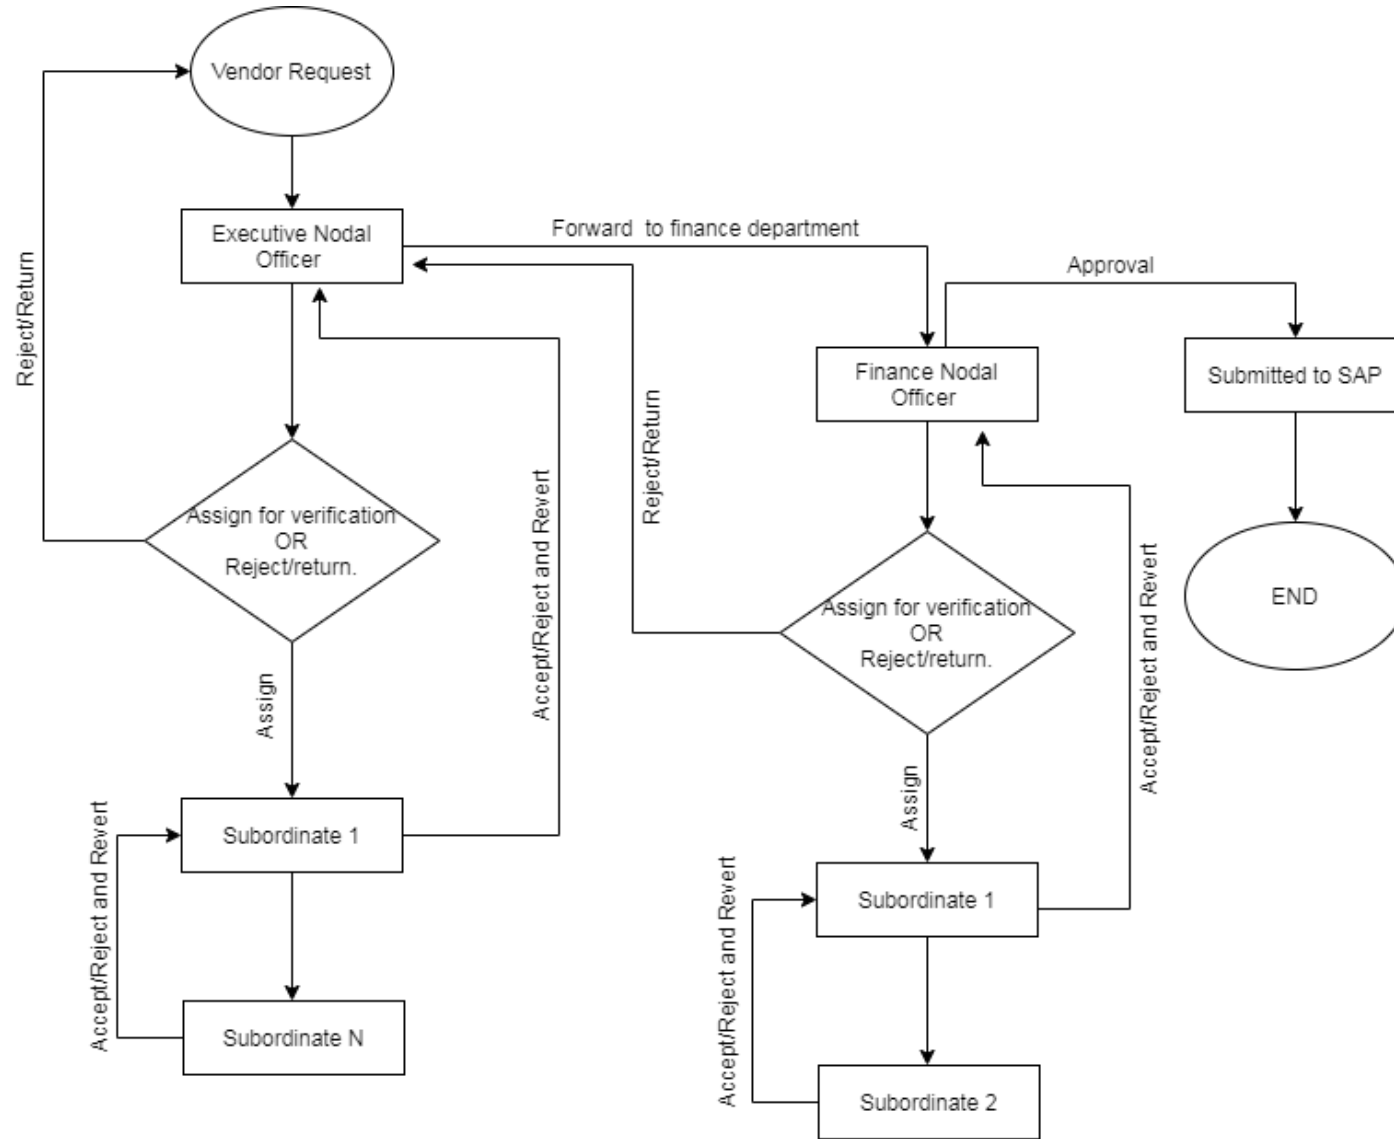 Vendor Request
Reject/Return
Executive Nodal
Officer
Forward  to finance department
Approval
Finance Nodal
Officer
Submitted to SAP
Reject/Return
Assign for verification
OR
Reject/return.
Accept/Reject and Revert
Assign for verification
OR
Reject/return.
Accept/Reject and Revert
END
Assign
Assign
Subordinate 1
Accept/Reject and Revert
Subordinate 1
Accept/Reject and Revert
Subordinate N
Subordinate 2